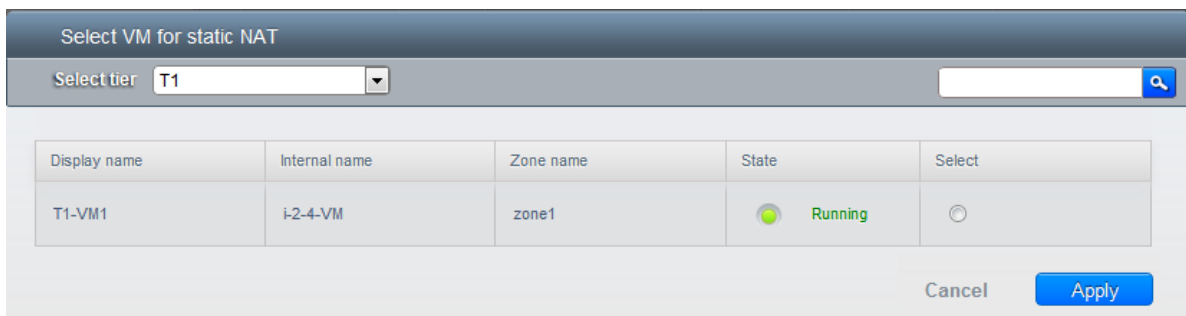 Select VM for static NAT
Select tier T1
Display name Internal name Zone name State Select
T1-VM1 i-2-4-VM zone1 Running
Cancel Apply